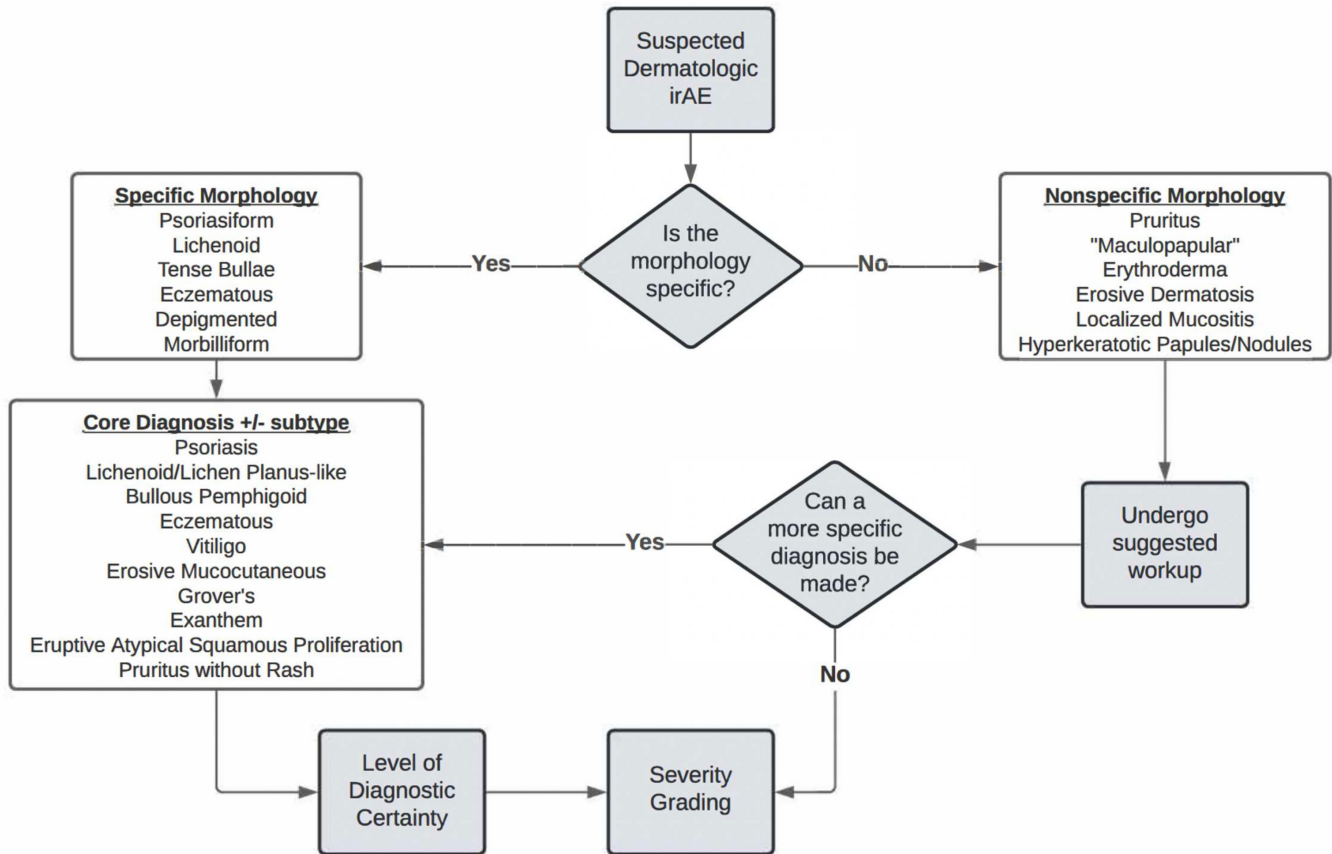 Suspected
Dermatologic
irAE
Is the
morphology
specific?
Yes
No
Specific Morphology
Psoriasiform
Lichenoid
Tense Bullae
Eczematous
Depigmented
Morbilliform
Nonspecific Morphology
Pruritus
"Maculopapular"
Erythroderma
Erosive Dermatosis
Localized Mucositis
Hyperkeratotic Papules/Nodules
Core Diagnosis +/- subtype
Psoriasis
Lichenoid/Lichen Planus-like
Bullous Pemphigoid
Eczematous
Vitiligo
Erosive Mucocutaneous
Grover's
Exanthem
Eruptive Atypical Squamous Proliferation
Pruritus without Rash
Undergo
suggested
workup
Can a
more specific
diagnosis be
made?
Yes
No
Level of
Diagnostic
Certainty
Severity
Grading